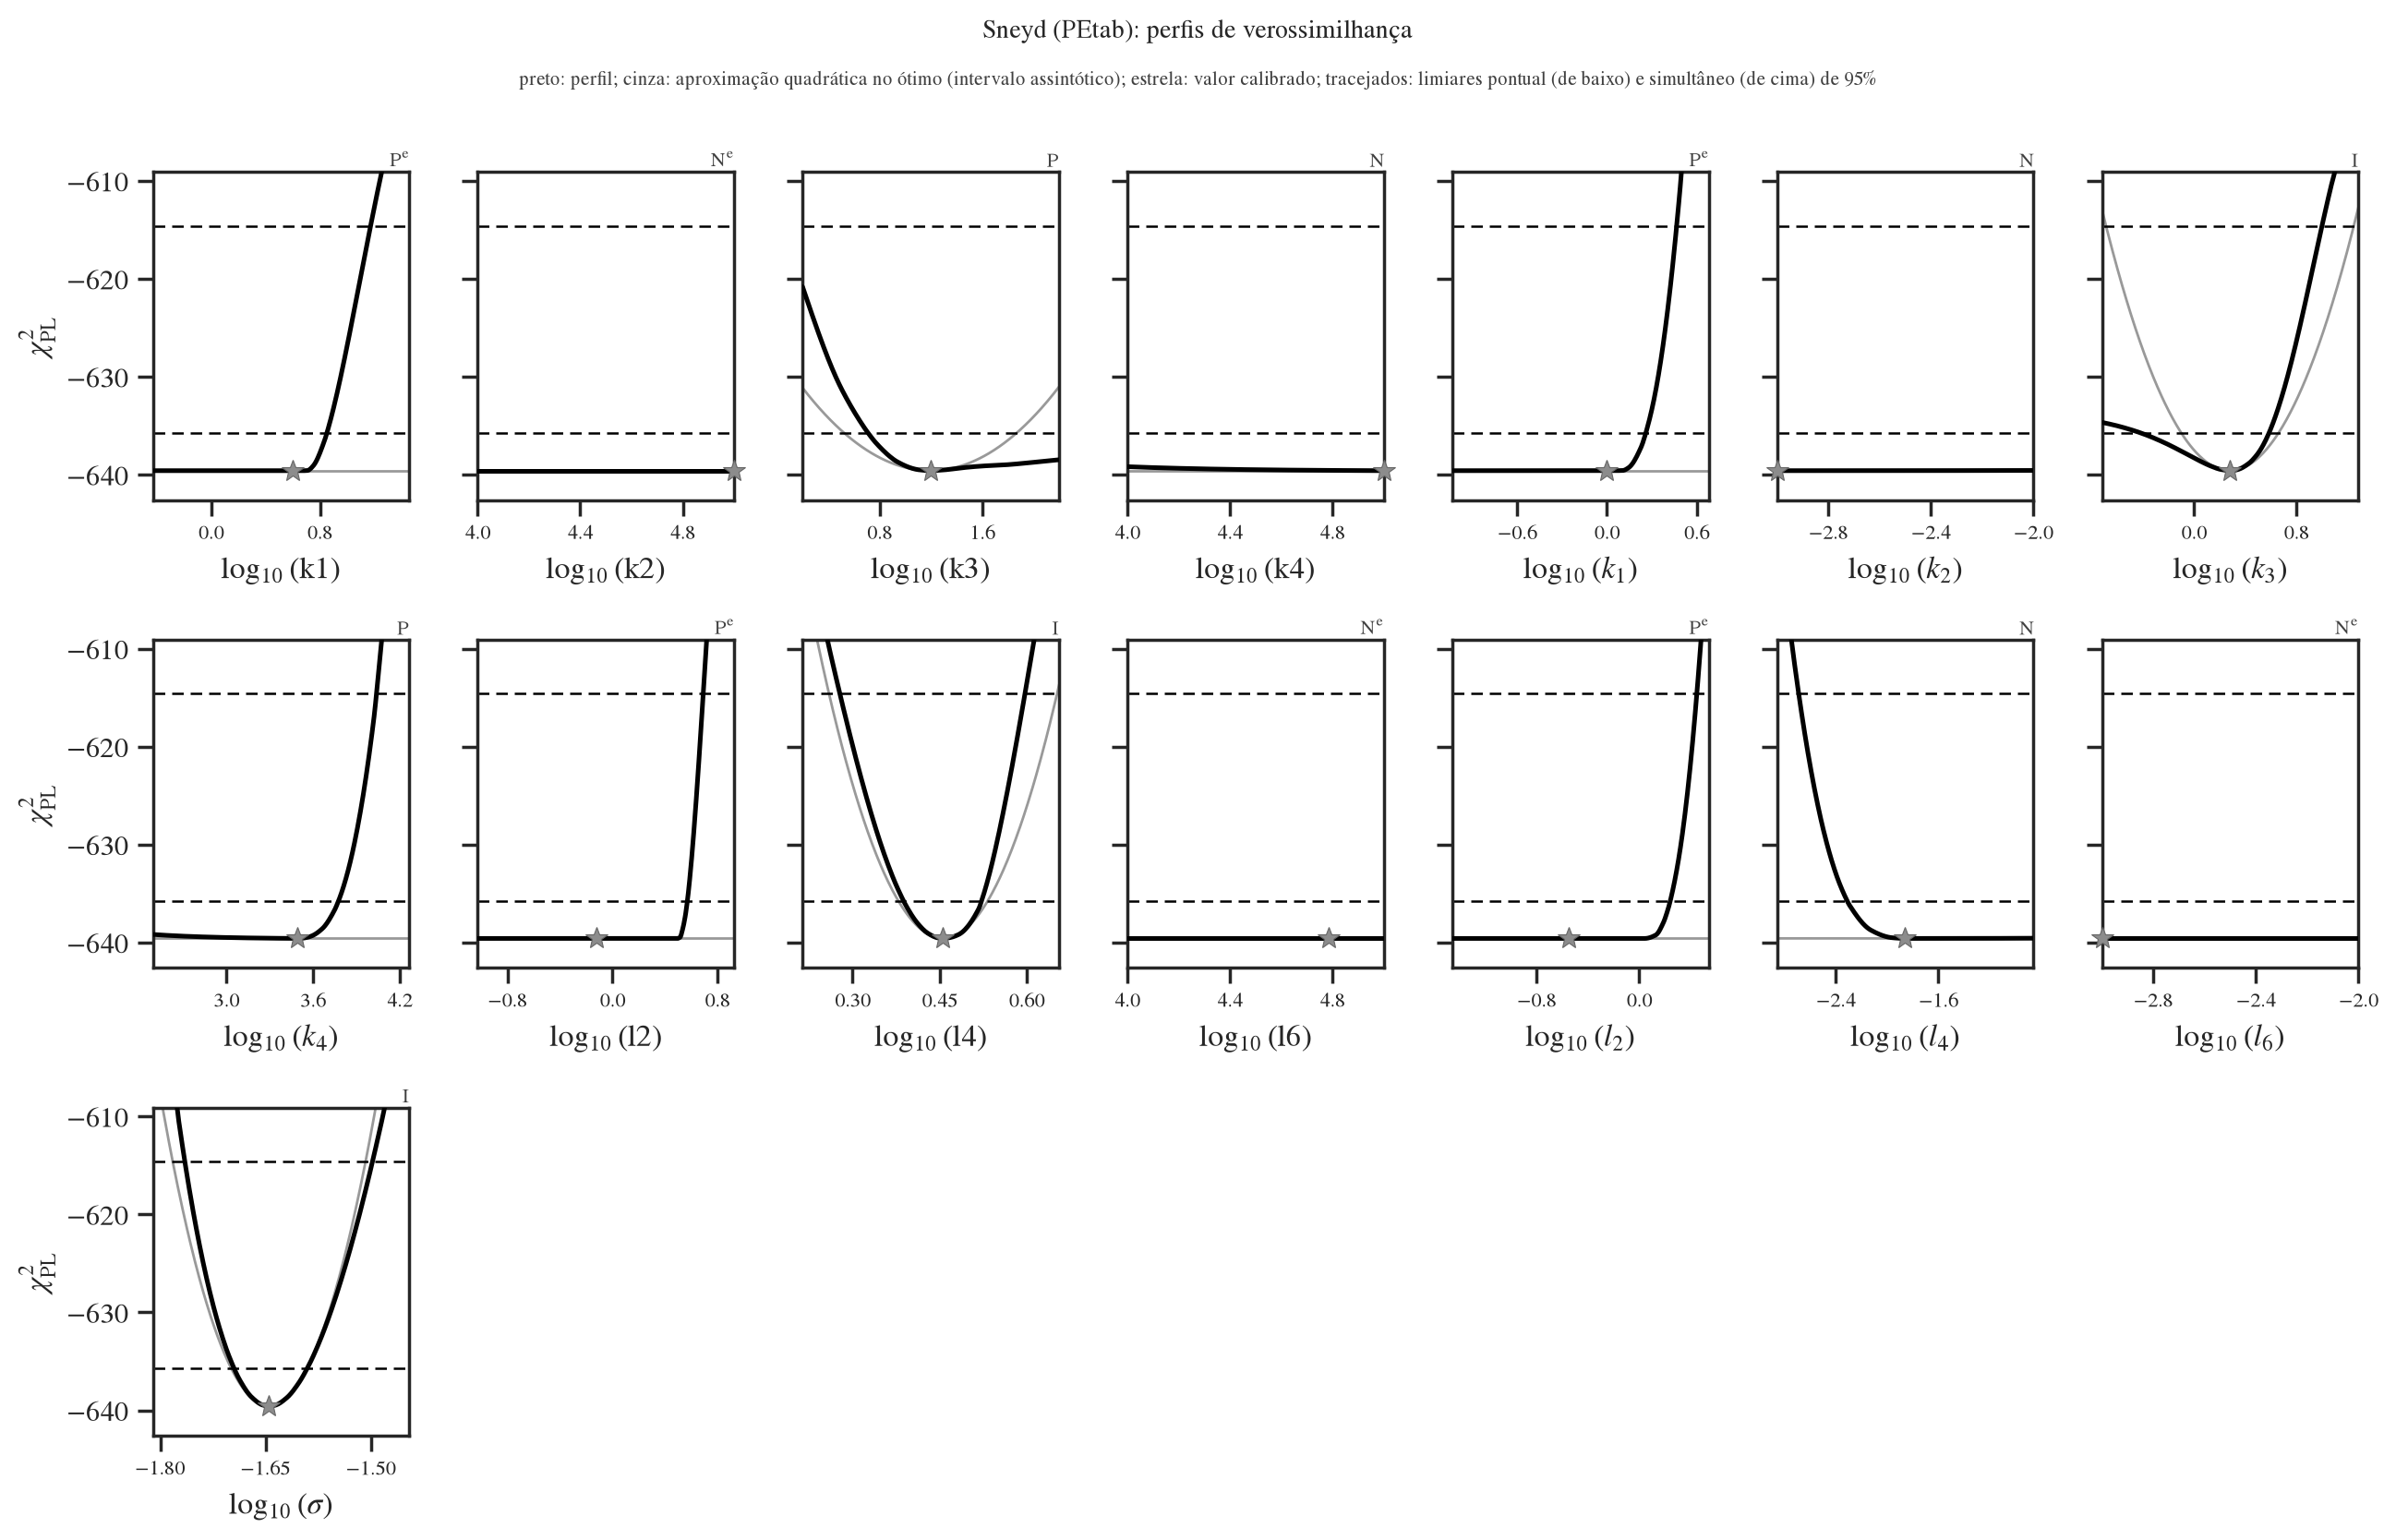 Sneyd (PEtab): perfis de verossimilhança
preto: perfil; cinza: aproximação quadrática no ótimo (intervalo assintótico); estrela: valor calibrado; tracejados: limiares pontual (de baixo) e simultâneo (de cima) de 95%
Pᵉ Nᵉ P N Pᵉ N I
−610
−620
−630
−640
χ²PL
0.0 0.8 4.0 4.4 4.8 0.8 1.6 4.0 4.4 4.8 −0.6 0.0 0.6 −2.8 −2.4 −2.0 0.0 0.8
log₁₀ (k1) log₁₀ (k2) log₁₀ (k3) log₁₀ (k4) log₁₀ (k₁) log₁₀ (k₂) log₁₀ (k₃)
P Pᵉ I Nᵉ Pᵉ N Nᵉ
−610
−620
−630
−640
χ²PL
3.0 3.6 4.2 −0.8 0.0 0.8 0.30 0.45 0.60 4.0 4.4 4.8 −0.8 0.0 −2.4 −1.6 −2.8 −2.4 −2.0
log₁₀ (k₄) log₁₀ (l2) log₁₀ (l4) log₁₀ (l6) log₁₀ (l₂) log₁₀ (l₄) log₁₀ (l₆)
I
−610
−620
−630
−640
χ²PL
−1.80 −1.65 −1.50
log₁₀ (σ)